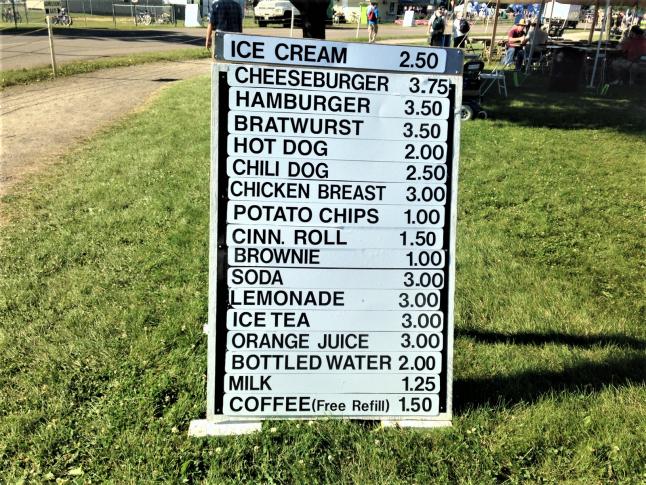 ICE CREAM 2.50
CHEESEBURGER 3.75
HAMBURGER 3.50
BRATWURST 3.50
HOT DOG 2.00
CHILI DOG 2.50
CHICKEN BREAST 3.00
POTATO CHIPS 1.00
CINN. ROLL 1.50
BROWNIE 1.00
SODA 3.00
LEMONADE 3.00
ICE TEA 3.00
ORANGE JUICE 3.00
BOTTLED WATER 2.00
MILK 1.25
COFFEE (Free Refill) 1.50